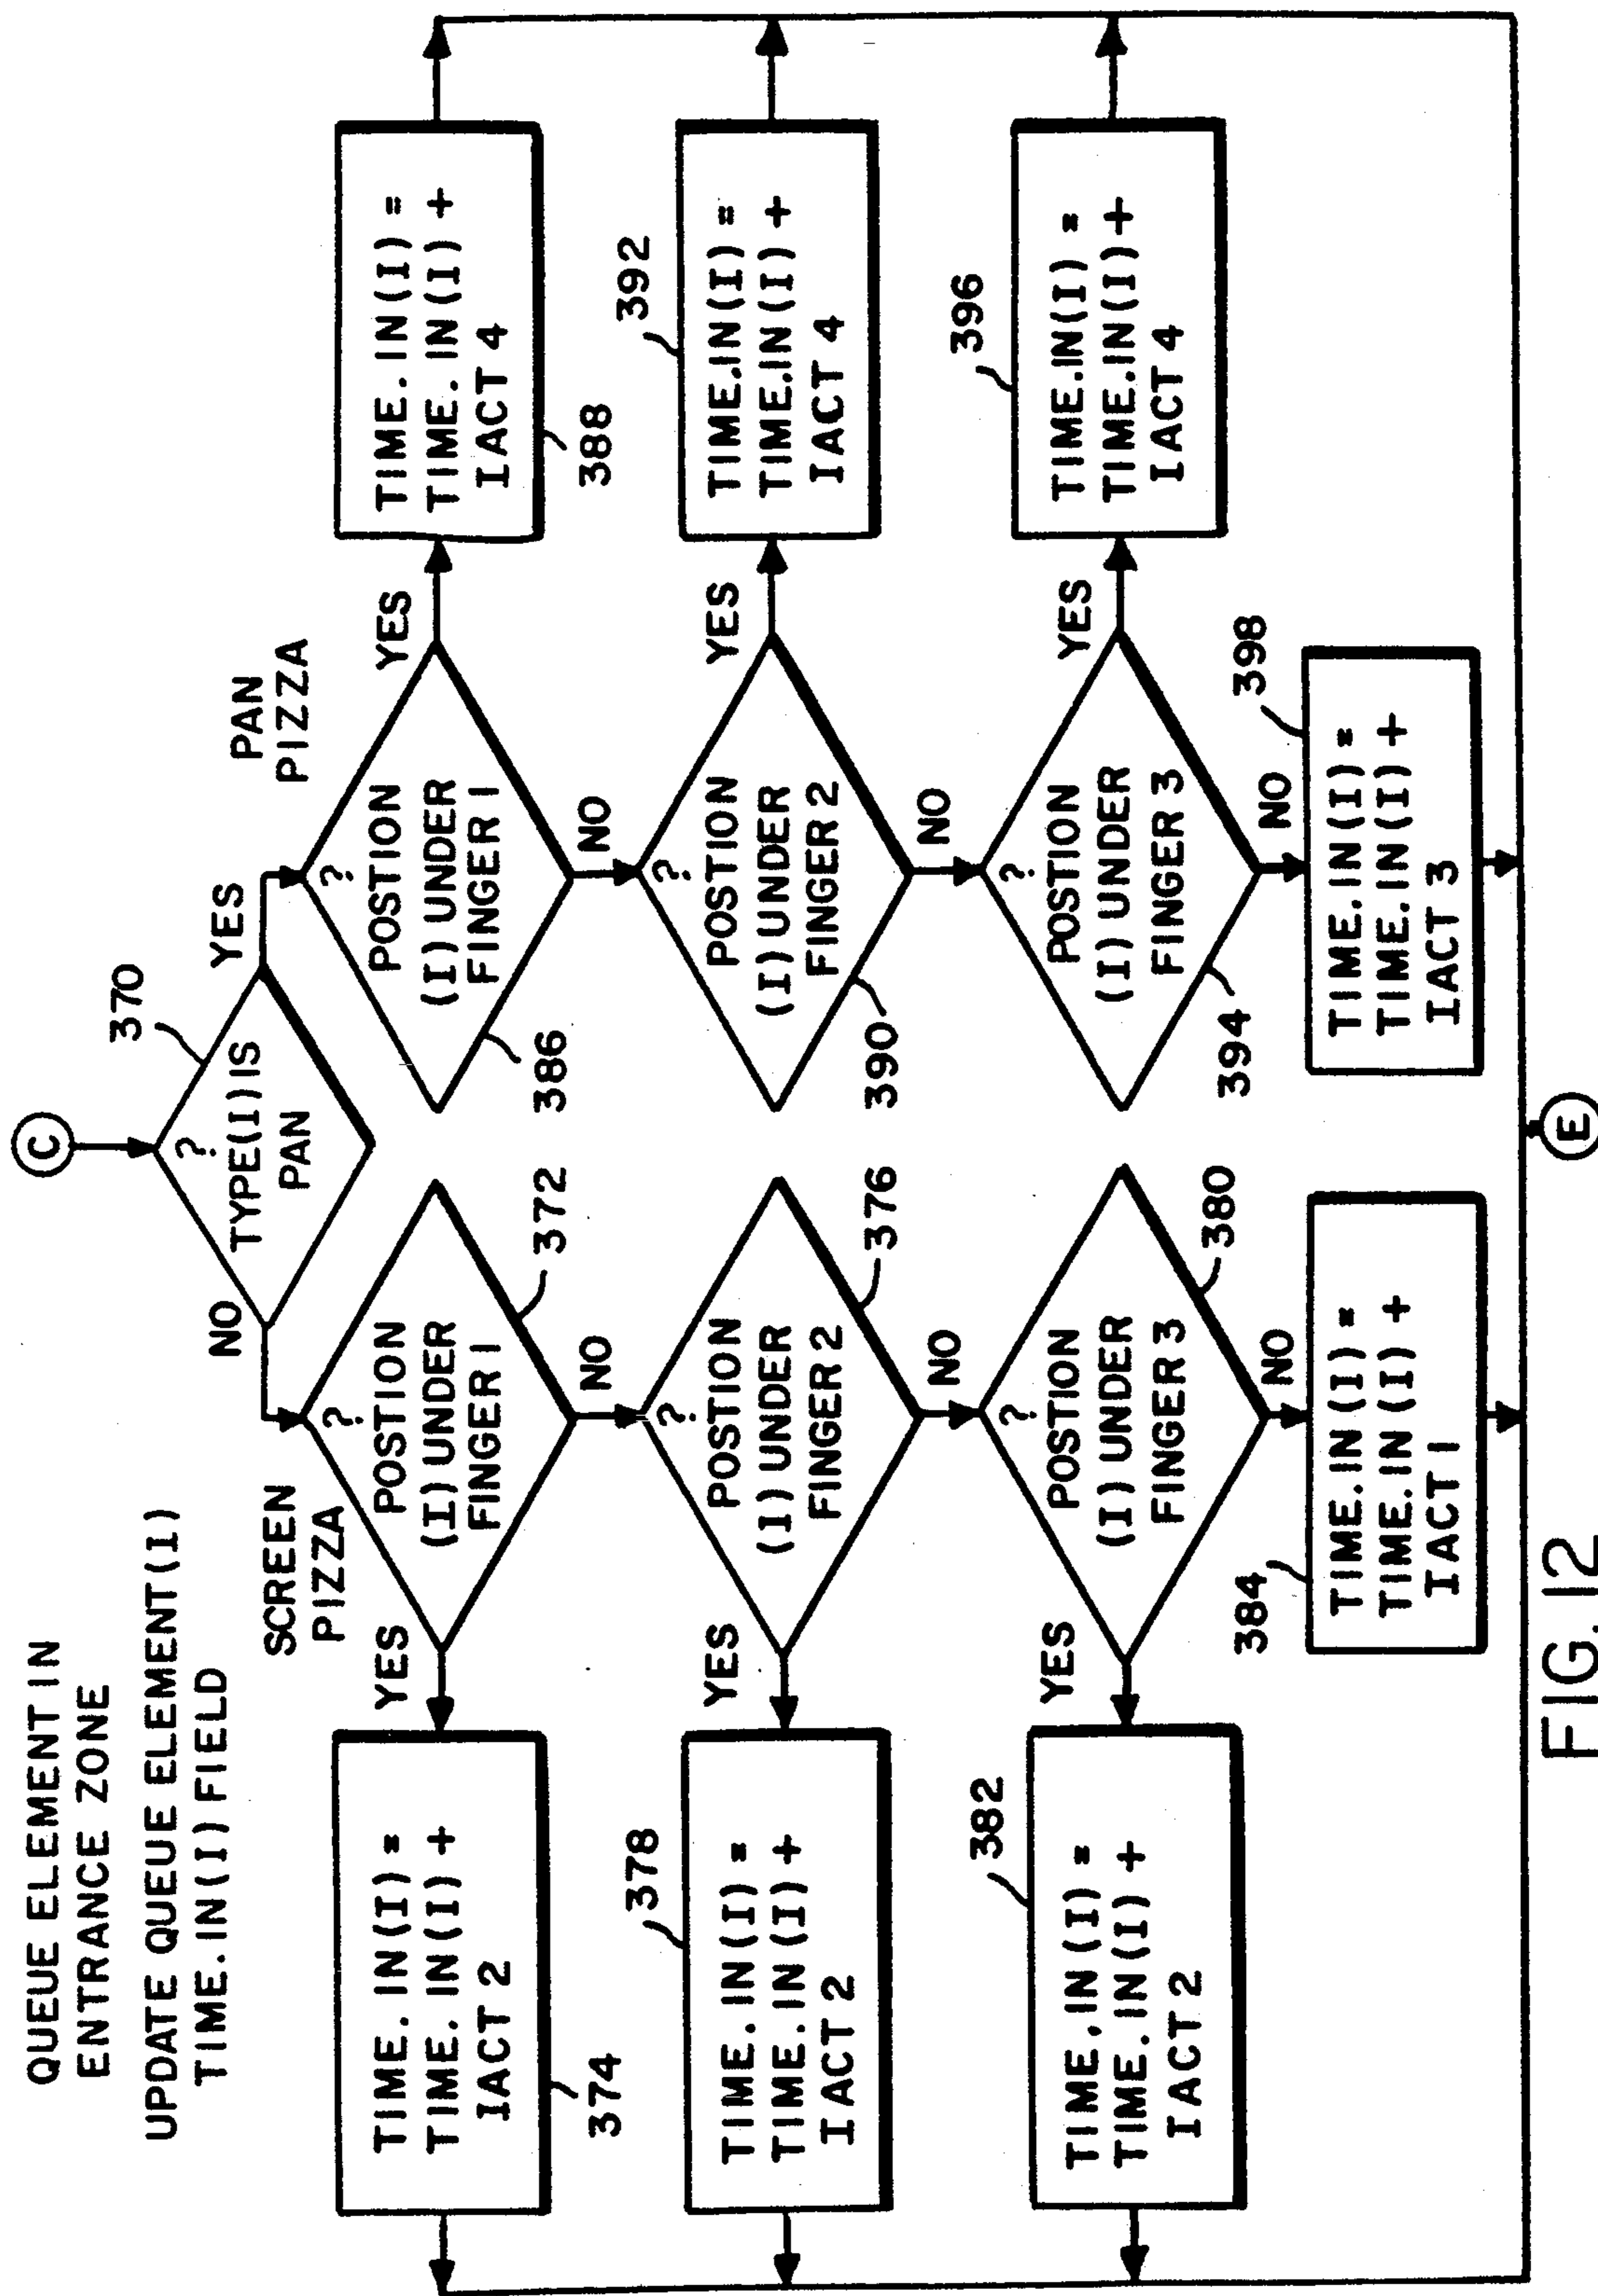 QUEUE ELEMENT IN
ENTRANCE ZONE
UPDATE QUEUE ELEMENT(I)
TIME.IN(I) FIELD
C
370
?
TYPE(I) IS
PAN
NO
YES
SCREEN
PIZZA
PAN
PIZZA
?
POSTION
(I) UNDER
FINGER 1
372
YES
NO
TIME. IN(I) =
TIME. IN(I) +
IACT 2
374
?
POSTION
(I) UNDER
FINGER 1
386
YES
NO
TIME. IN(I) =
TIME. IN(I) +
IACT 4
388
?
POSTION
(I) UNDER
FINGER 2
376
YES
NO
378
TIME. IN(I) =
TIME. IN(I) +
IACT 2
?
POSTION
(I) UNDER
FINGER 2
390
YES
NO
392
TIME.IN(I) =
TIME.IN(I) +
IACT 4
?
POSTION
(I) UNDER
FINGER 3
380
YES
NO
382
TIME.IN(I) =
TIME.IN(I) +
IACT 2
?
POSTION
(I) UNDER
FINGER 3
394
YES
NO
396
TIME.IN(I) =
TIME.IN(I) +
IACT 4
384
TIME.IN(I) =
TIME.IN(I) +
IACT 1
398
TIME.IN(I) =
TIME.IN(I) +
IACT 3
E
FIG. 12